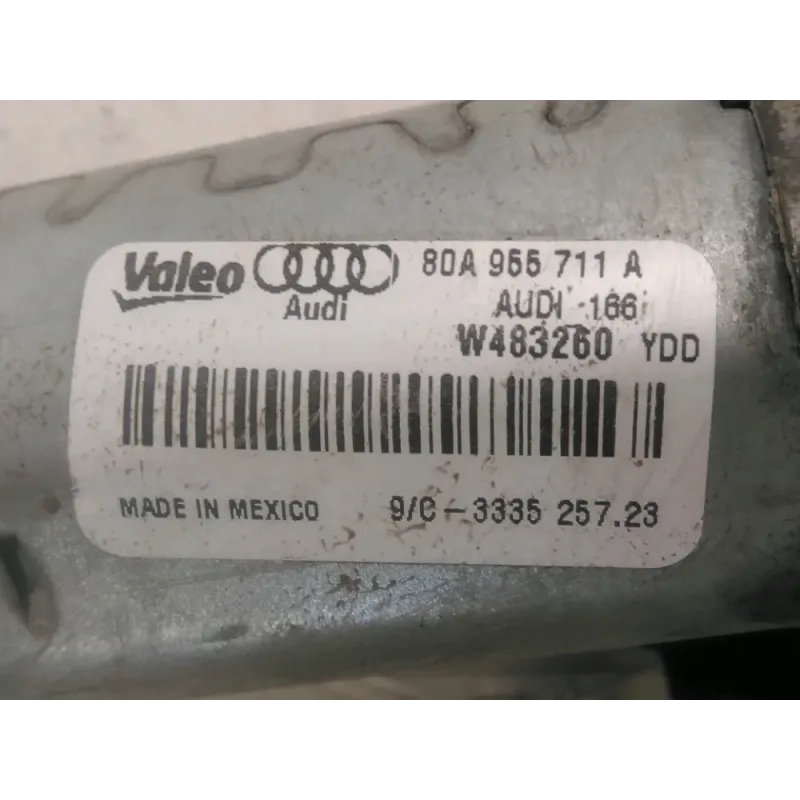 Valeo Audi 80A 955 711 A
AUDI 166
W483260 YDD
MADE IN MEXICO 9/C-3335 257.23